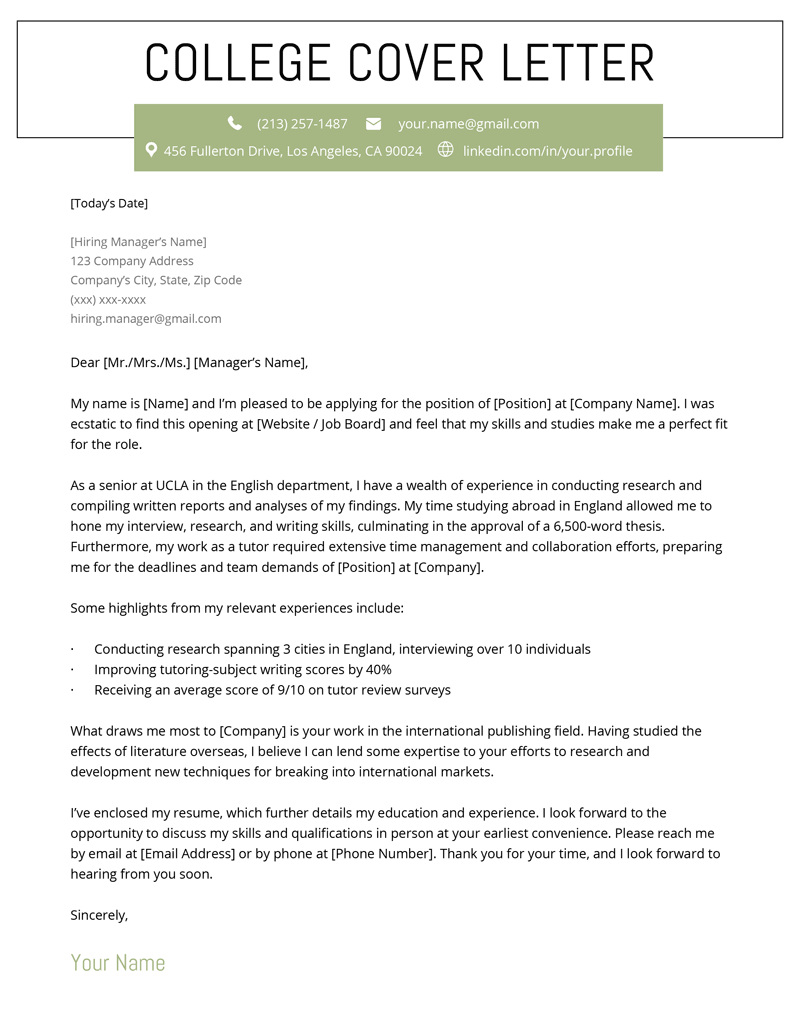 COLLEGE COVER LETTER
(213) 257-1487 your.name@gmail.com
456 Fullerton Drive, Los Angeles, CA 90024 linkedin.com/in/your.profile
[Today’s Date]
[Hiring Manager’s Name]
123 Company Address
Company’s City, State, Zip Code
(xxx) xxx-xxxx
hiring.manager@gmail.com
Dear [Mr./Mrs./Ms.] [Manager’s Name],
My name is [Name] and I’m pleased to be applying for the position of [Position] at [Company Name]. I was
ecstatic to find this opening at [Website / Job Board] and feel that my skills and studies make me a perfect fit
for the role.
As a senior at UCLA in the English department, I have a wealth of experience in conducting research and
compiling written reports and analyses of my findings. My time studying abroad in England allowed me to
hone my interview, research, and writing skills, culminating in the approval of a 6,500-word thesis.
Furthermore, my work as a tutor required extensive time management and collaboration efforts, preparing
me for the deadlines and team demands of [Position] at [Company].
Some highlights from my relevant experiences include:
· Conducting research spanning 3 cities in England, interviewing over 10 individuals
· Improving tutoring-subject writing scores by 40%
· Receiving an average score of 9/10 on tutor review surveys
What draws me most to [Company] is your work in the international publishing field. Having studied the
effects of literature overseas, I believe I can lend some expertise to your efforts to research and
development new techniques for breaking into international markets.
I’ve enclosed my resume, which further details my education and experience. I look forward to the
opportunity to discuss my skills and qualifications in person at your earliest convenience. Please reach me
by email at [Email Address] or by phone at [Phone Number]. Thank you for your time, and I look forward to
hearing from you soon.
Sincerely,
Your Name